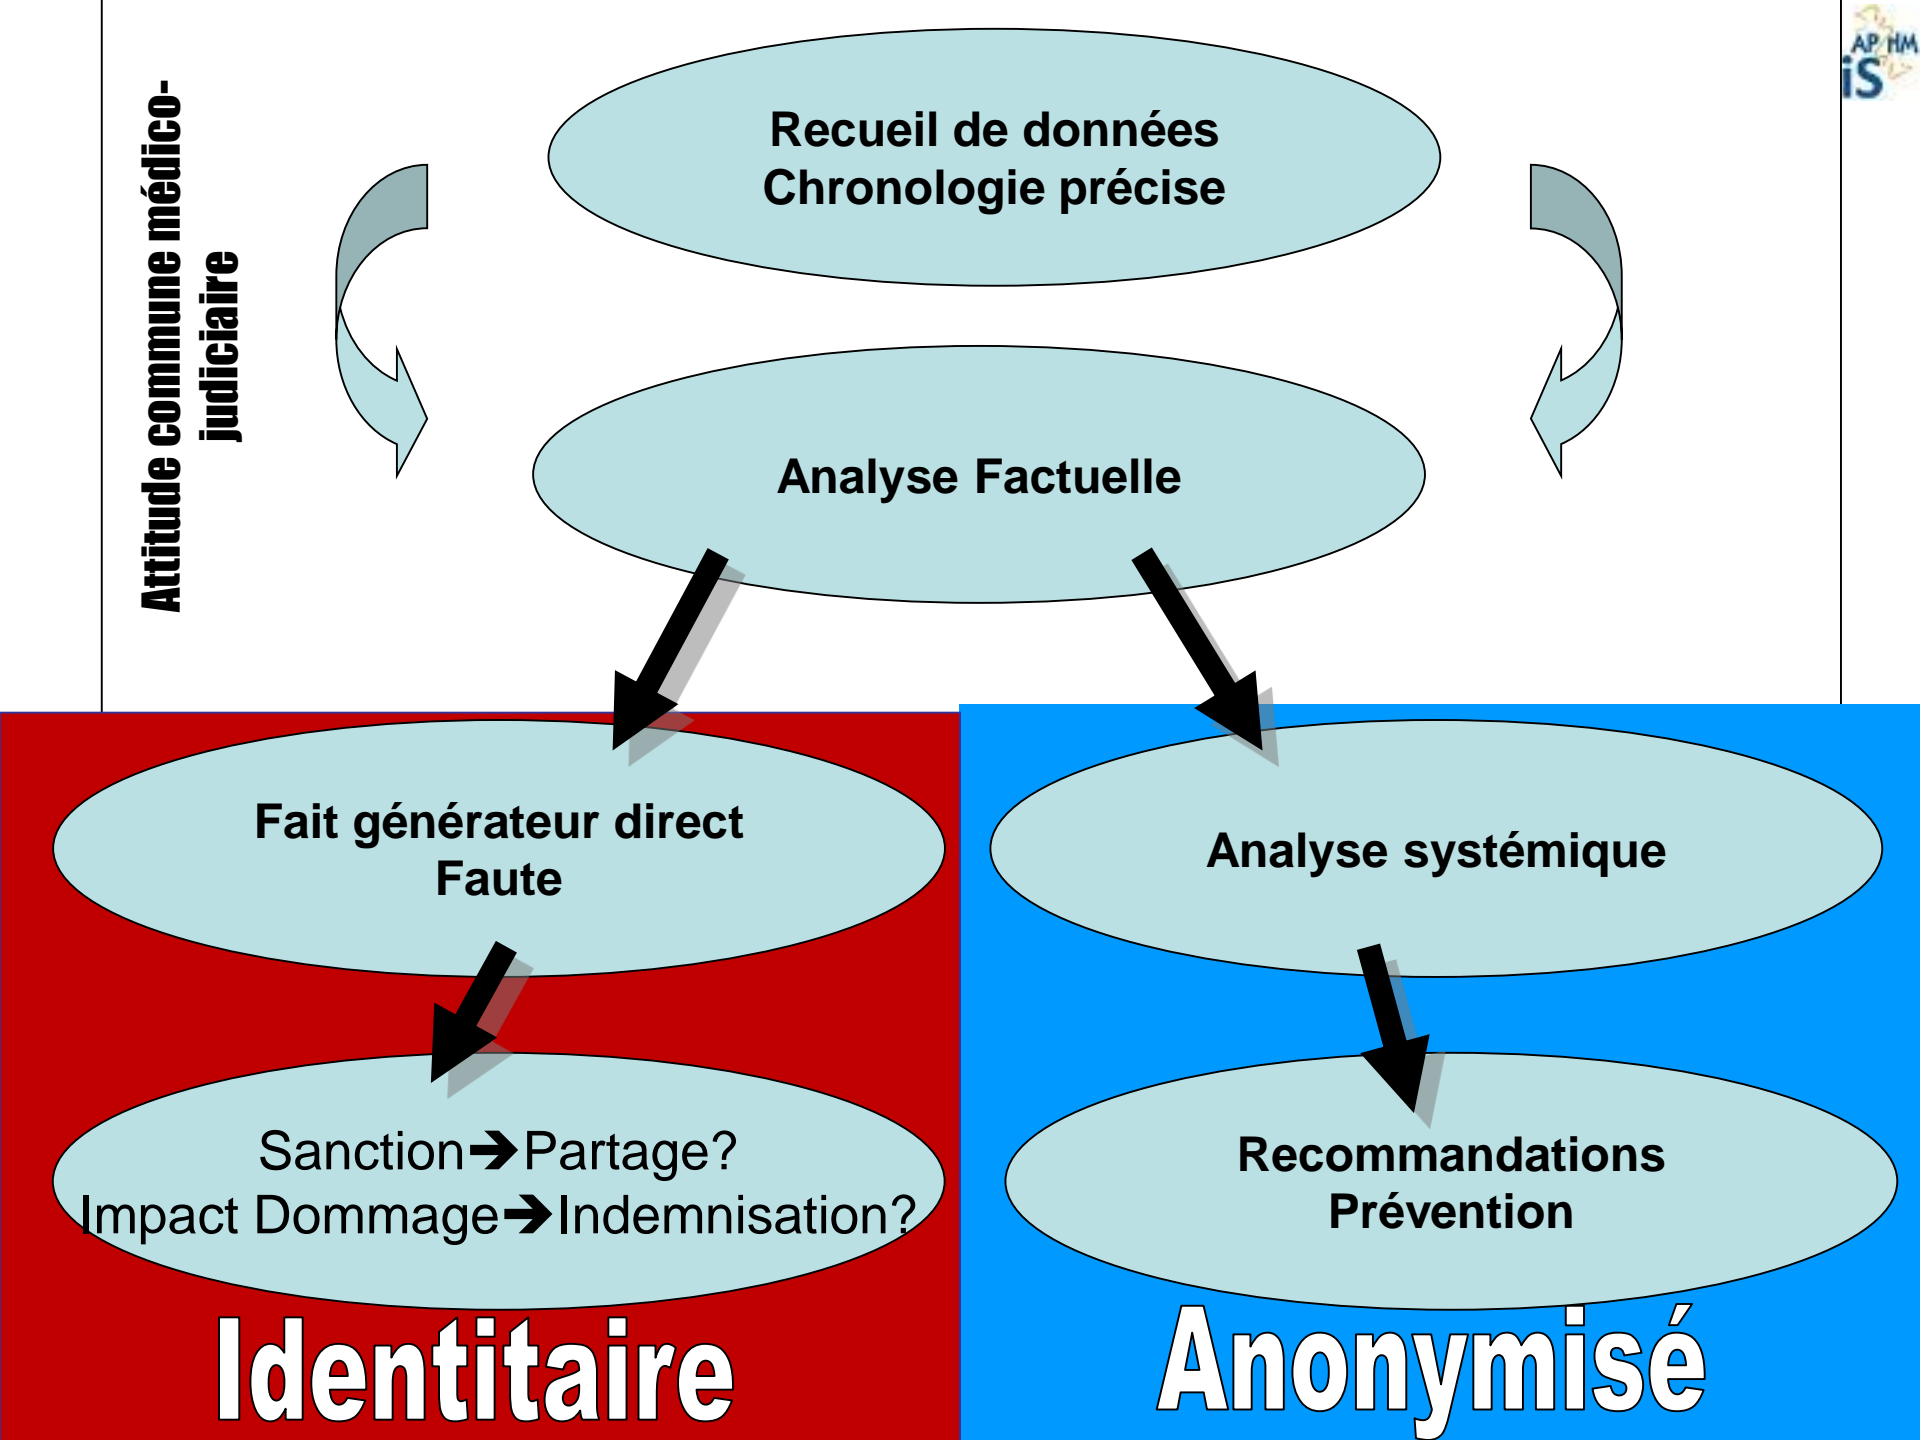 AP HM
iS
Attitude commune médico-
judiciaire
Recueil de données
Chronologie précise
Analyse Factuelle
Fait générateur direct
Faute
Analyse systémique
Sanction➔Partage?
Impact Dommage➔Indemnisation?
Recommandations
Prévention
Identitaire
Anonymisé